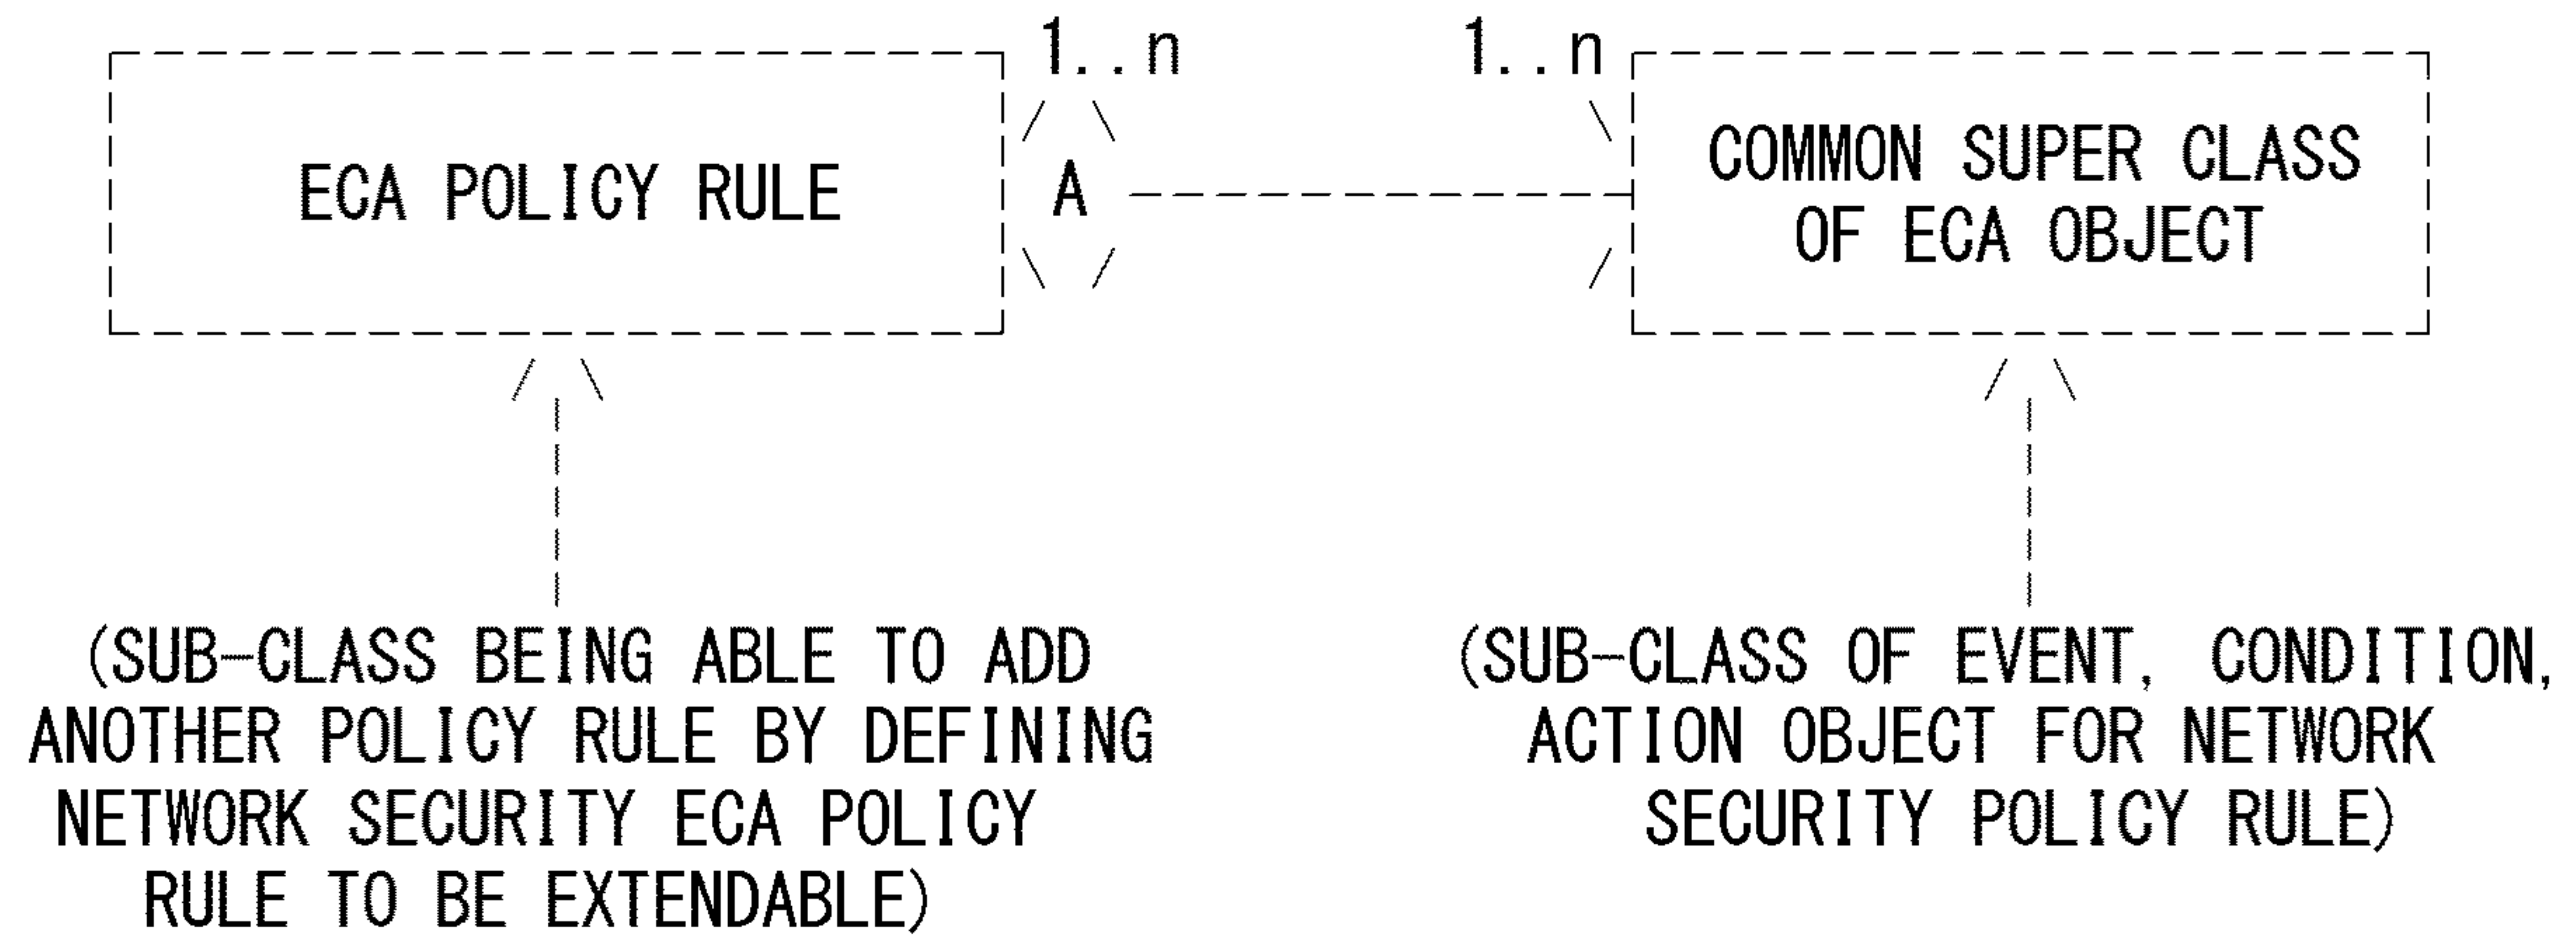 1..n
1..n
ECA POLICY RULE
A
COMMON SUPER CLASS
OF ECA OBJECT
(SUB-CLASS BEING ABLE TO ADD
ANOTHER POLICY RULE BY DEFINING
NETWORK SECURITY ECA POLICY
RULE TO BE EXTENDABLE)
(SUB-CLASS OF EVENT, CONDITION,
ACTION OBJECT FOR NETWORK
SECURITY POLICY RULE)